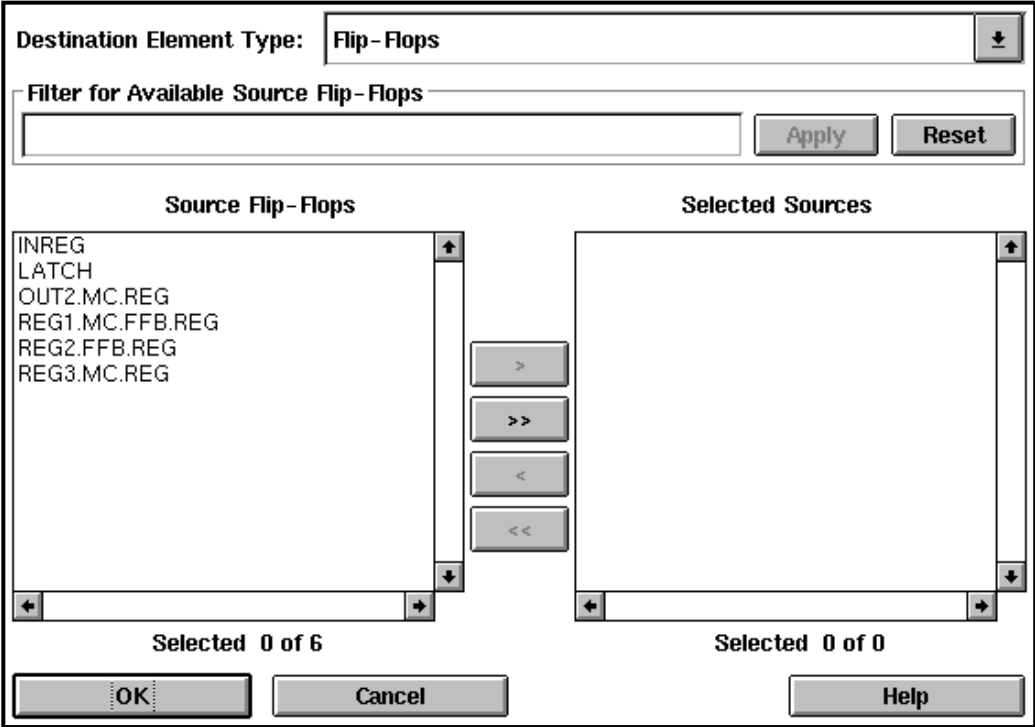 Destination Element Type: Flip-Flops
Filter for Available Source Flip-Flops
Apply Reset
Source Flip-Flops Selected Sources
INREG
LATCH
OUT2.MC.REG
REG1.MC.FFB.REG
REG2.FFB.REG
REG3.MC.REG
>
>>
<
<<
Selected 0 of 6 Selected 0 of 0
OK Cancel Help